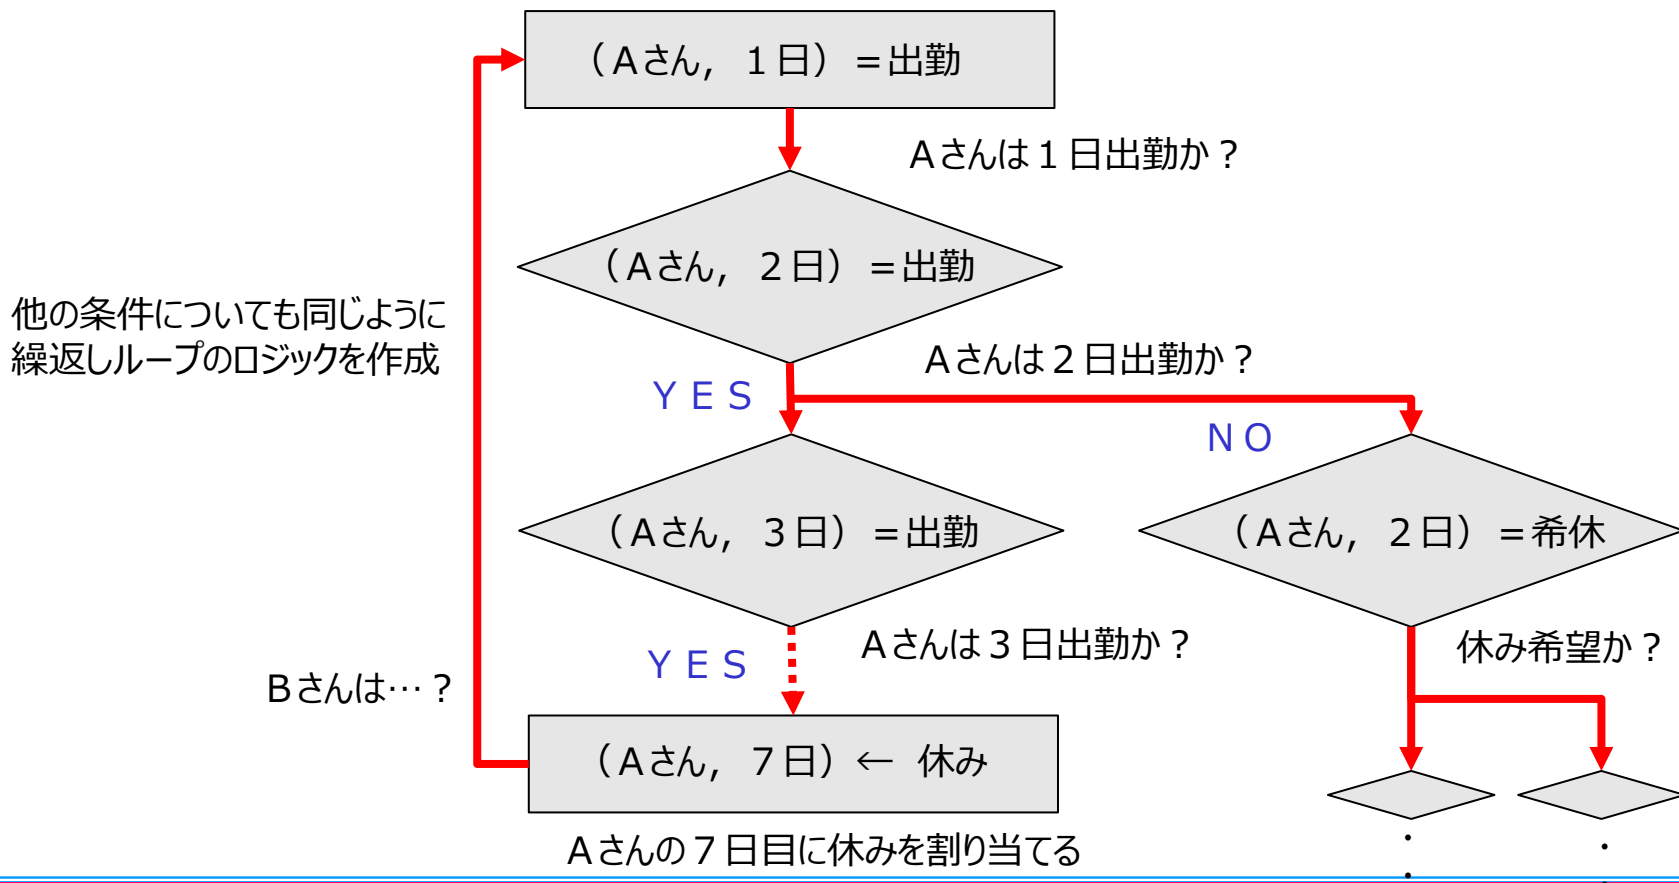 （Aさん，１日）＝出勤
Aさんは１日出勤か？
（Aさん，２日）＝出勤
他の条件についても同じように
繰返しループのロジックを作成
Aさんは２日出勤か？
ＹＥＳ
ＮＯ
（Aさん，３日）＝出勤
（Aさん，２日）＝希休
Aさんは３日出勤か？
休み希望か？
ＹＥＳ
Bさんは…？
（Aさん，７日）← 休み
Aさんの７日目に休みを割り当てる